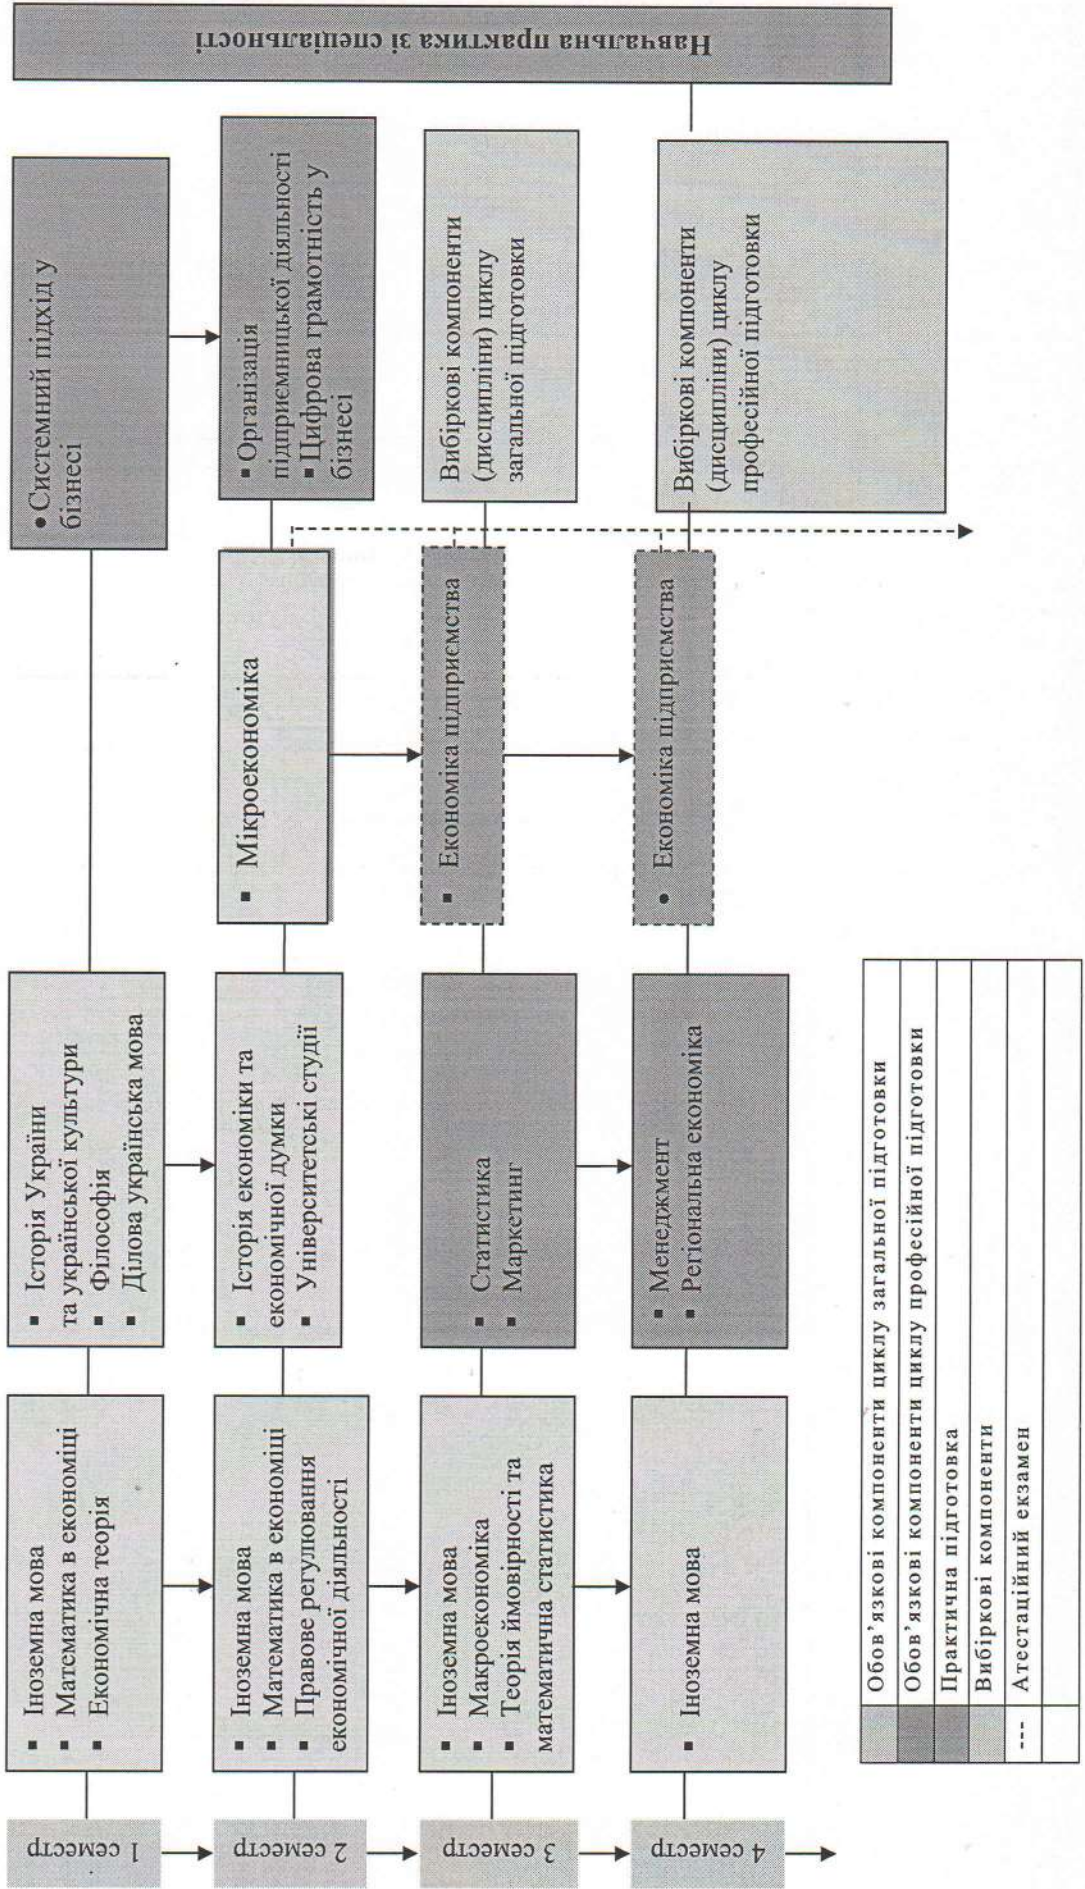 1 семестр
▪ Іноземна мова
▪ Математика в економіці
▪ Економічна теорія
▪ Історія України
та української культури
▪ Філософія
▪ Ділова українська мова
• Системний підхід у
бізнесі
2 семестр
▪ Іноземна мова
▪ Математика в економіці
▪ Правове регулювання
економічної діяльності
▪ Історія економіки та
економічної думки
▪ Університетські студії
▪ Мікроекономіка
▪ Організація
підприємницької діяльності
▪ Цифрова грамотність у
бізнесі
3 семестр
▪ Іноземна мова
▪ Макроекономіка
▪ Теорія ймовірності та
математична статистика
▪ Статистика
▪ Маркетинг
▪ Економіка підприємства
Вибіркові компоненти
(дисципліни) циклу
загальної підготовки
4 семестр
▪ Іноземна мова
▪ Менеджмент
▪ Регіональна економіка
• Економіка підприємства
Вибіркові компоненти
(дисципліни) циклу
професійної підготовки
Навчальна практика зі спеціальності
Обов'язкові компоненти циклу загальної підготовки
Обов'язкові компоненти циклу професійної підготовки
Практична підготовка
Вибіркові компоненти
--- Атестаційний екзамен